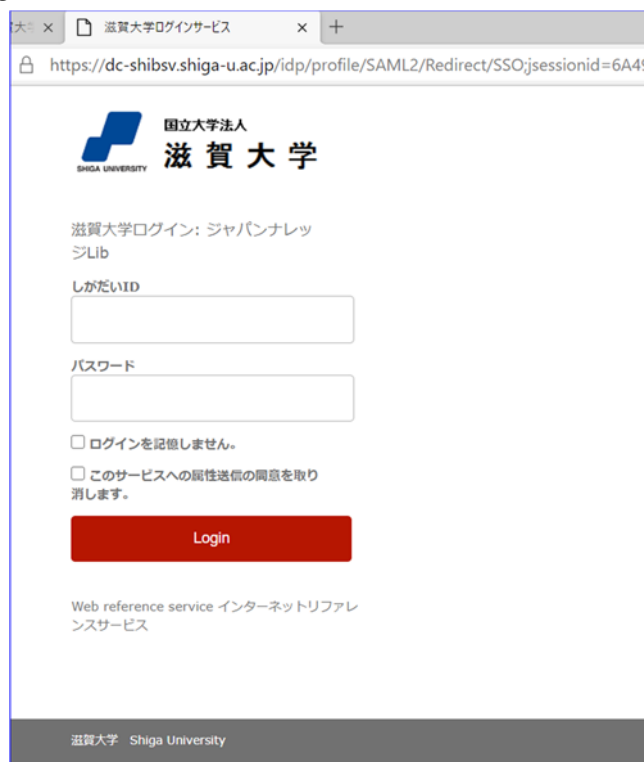 滋賀大学ログインサービス
https://dc-shibsv.shiga-u.ac.jp/idp/profile/SAML2/Redirect/SSO;jsessionid=6A4
国立大学法人
滋賀大学
SHIGA UNIVERSITY
滋賀大学ログイン: ジャパンナレッ
ジLib
しがだいID
パスワード
ログインを記憶しません。
このサービスへの属性送信の同意を取り
消します。
Login
Web reference service インターネットリファレ
ンスサービス
滋賀大学 Shiga University